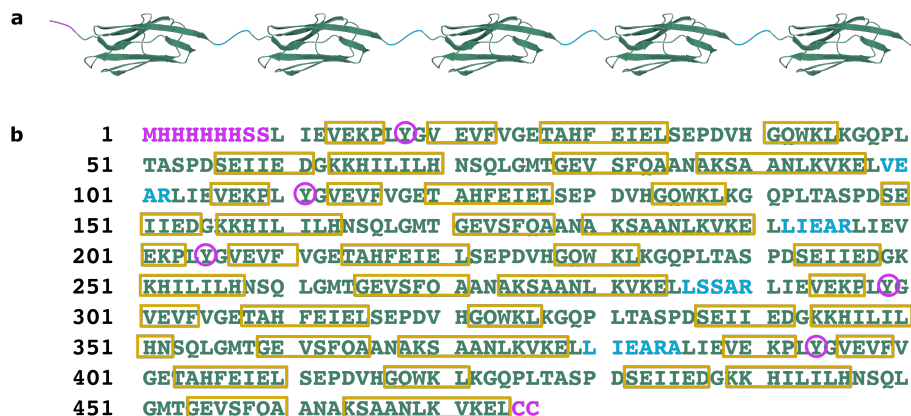 a
b
1 MHHHHHHSSL IEVEKPLYGV EVFVGETAHF EIELSEPDVH GQWKLKGQPL
51 TASPDSEIIE DGKKHILILH NSQLGMTGEV SFQAANAKSA ANLKVKELVE
101 ARLIEVEKPL YGVEVFVGET AHFEIELSEP DVHGQWKLKG QPLTASPDSE
151 IIEDGKKHIL ILHNSQLGMT GEVSFQAANA KSAANLKVKE LLIEARLIEV
201 EKPLYGVEVF VGETAHFEIE LSEPDVHGQW KLKGQPLTAS PDSEIIEDGK
251 KHILILHNSQ LGMTGEVSFQ AANAKSAANL KVKELLSSAR LIEVEKPLYG
301 VEVFVGETAH FEIELSEPDV HGQWKLKGQP LTASPDSEII EDGKKHILIL
351 HNSQLGMTGE VSFQAANAKS AANLKVKELL IEARALIEVE KPLYGVEVFV
401 GETAHFEIEL SEPDVHGQWK LKGQPLTASP DSEIIEDGKK HILILHNSQL
451 GMTGEVSFQA ANAKSAANLK VKELCC